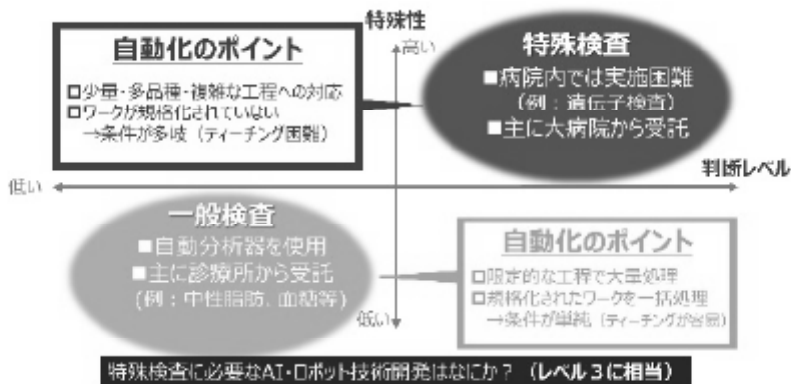 特殊性
高い
自動化のポイント
□少量・多品種・複雑な工程への対応
□ワークが規格化されていない
→条件が多岐（ティーチング困難）
特殊検査
■病院内では実施困難
（例：遺伝子検査）
■主に大病院から受託
判断レベル
低い
一般検査
■自動分析器を使用
■主に診療所から受託
(例：中性脂肪、血糖等)
低い
自動化のポイント
□限定的な工程で大量処理
□規格化されたワークを一括処理
→条件が単純（ティーチングが容易）
特殊検査に必要なAI・ロボット技術開発はなにか？（レベル３に相当）